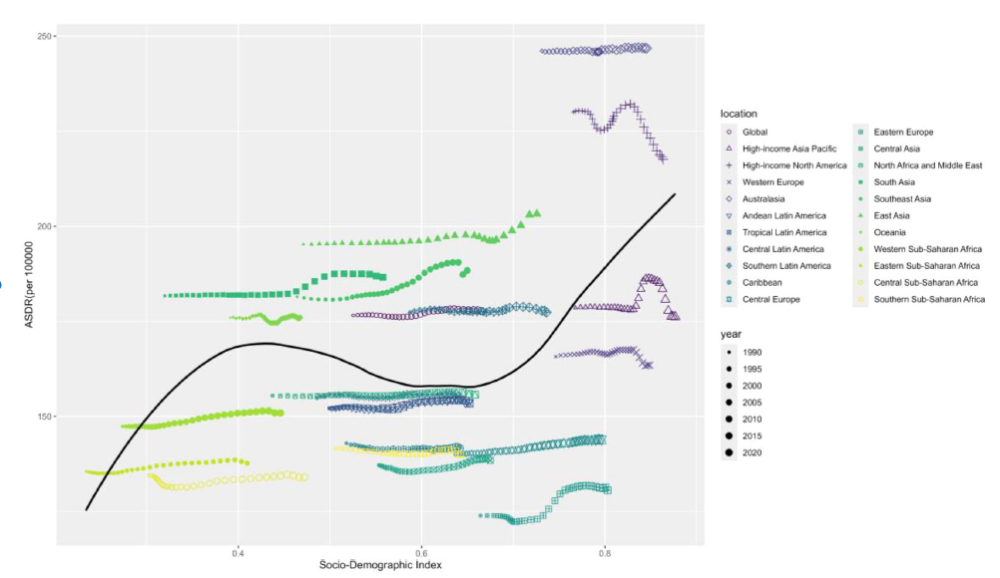 250
200
150
ASDR(per 100000)
0.4
0.6
0.8
Socio-Demographic Index
location
Global
High-income Asia Pacific
High-income North America
Western Europe
Australasia
Andean Latin America
Tropical Latin America
Central Latin America
Southern Latin America
Caribbean
Central Europe
Eastern Europe
Central Asia
North Africa and Middle East
South Asia
Southeast Asia
East Asia
Oceania
Western Sub-Saharan Africa
Eastern Sub-Saharan Africa
Central Sub-Saharan Africa
Southern Sub-Saharan Africa
year
1990
1995
2000
2005
2010
2015
2020